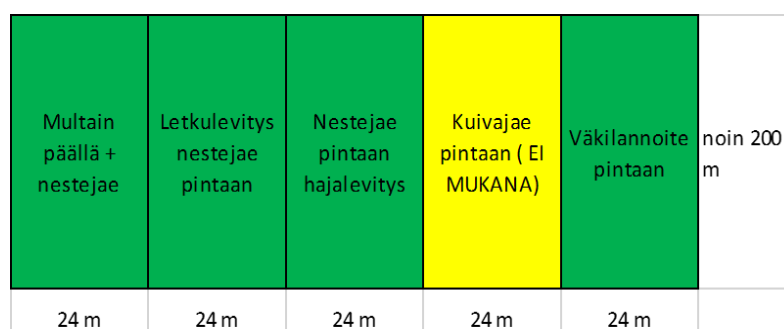 Multain
päällä +
nestejae
Letkulevitys
nestejae
pintaan
Nestejae
pintaan
hajalevitys
Kuivajae
pintaan ( EI
MUKANA)
Väkilannoite
pintaan
noin 200
m
24 m
24 m
24 m
24 m
24 m